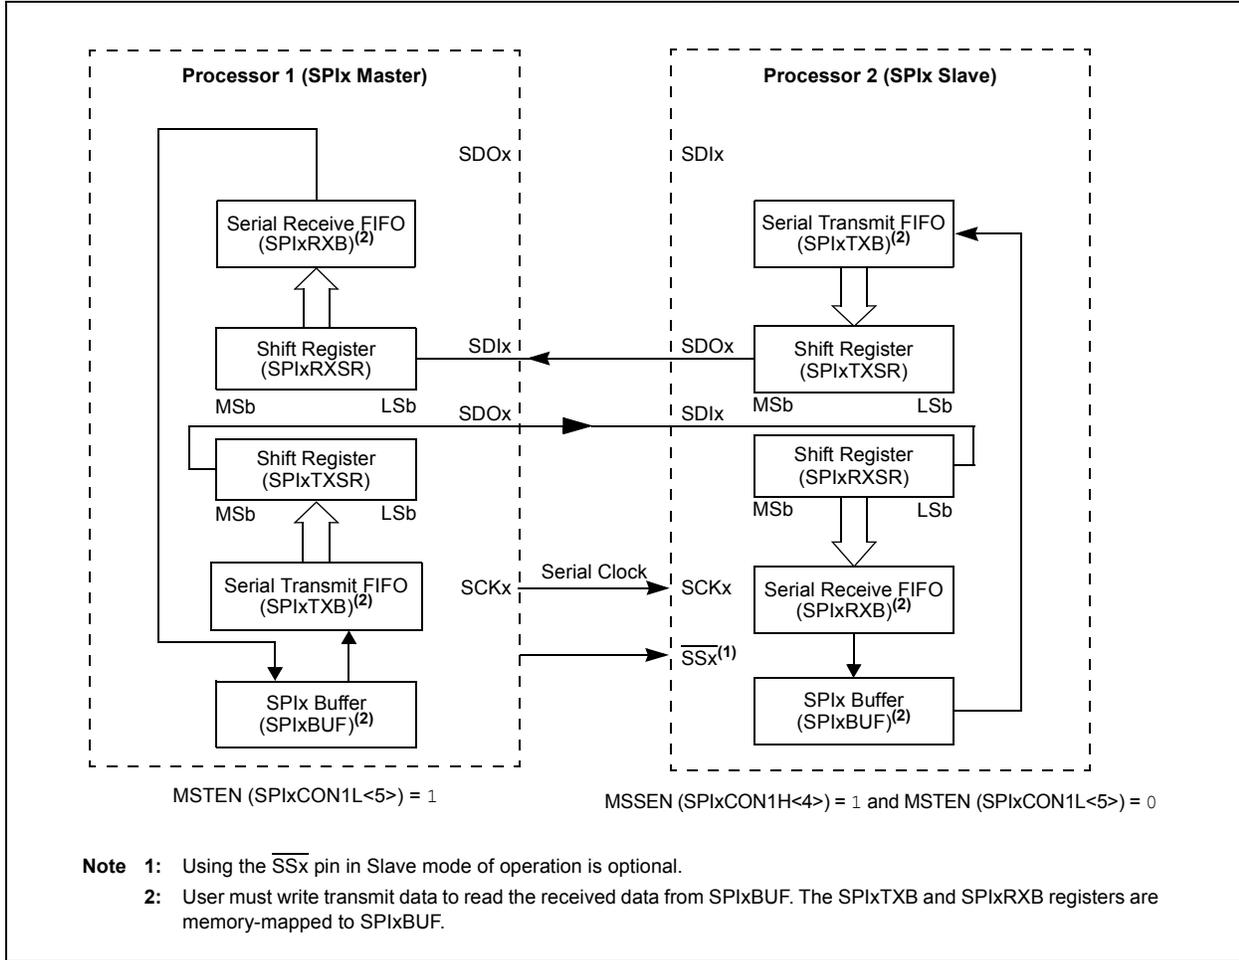 Processor 1 (SPIx Master)
Processor 2 (SPIx Slave)
SDOx
SDIx
Serial Receive FIFO
(SPIxRXB)(2)
Serial Transmit FIFO
(SPIxTXB)(2)
Shift Register
(SPIxRXSR)
SDIx
SDOx
Shift Register
(SPIxTXSR)
MSb
LSb
MSb
LSb
SDOx
SDIx
Shift Register
(SPIxTXSR)
Shift Register
(SPIxRXSR)
MSb
LSb
MSb
LSb
Serial Transmit FIFO
(SPIxTXB)(2)
SCKx
Serial Clock
SCKx
Serial Receive FIFO
(SPIxRXB)(2)
SSx(1)
SPIx Buffer
(SPIxBUF)(2)
SPIx Buffer
(SPIxBUF)(2)
MSTEN (SPIxCON1L<5>) = 1
MSSEN (SPIxCON1H<4>) = 1 and MSTEN (SPIxCON1L<5>) = 0
Note 1: Using the SSx pin in Slave mode of operation is optional.
2: User must write transmit data to read the received data from SPIxBUF. The SPIxTXB and SPIxRXB registers are
memory-mapped to SPIxBUF.